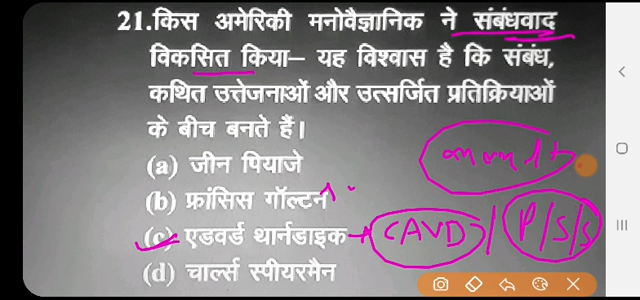 21.किस अमेरिकी मनोवैज्ञानिक ने संबंधवाद
विकसित किया– यह विश्वास है कि संबंध,
कथित उत्तेजनाओं और उत्सर्जित प्रतिक्रियाओं
के बीच बनते हैं।
(a) जीन पियाजे
(b) फ्रांसिस गॉल्टन
(c) एडवर्ड थार्नडाइक (AVD) / P/S/S
(d) चार्ल्स स्पीयरमैन